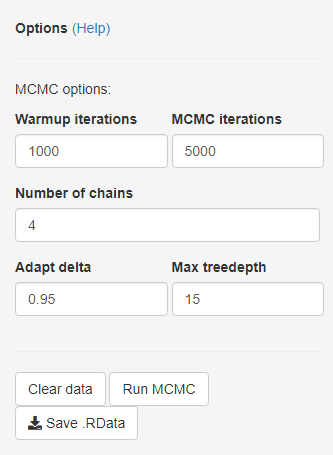 Options (Help)
MCMC options:
Warmup iterations MCMC iterations
1000 5000
Number of chains
4
Adapt delta Max treedepth
0.95 15
Clear data Run MCMC
Save .RData